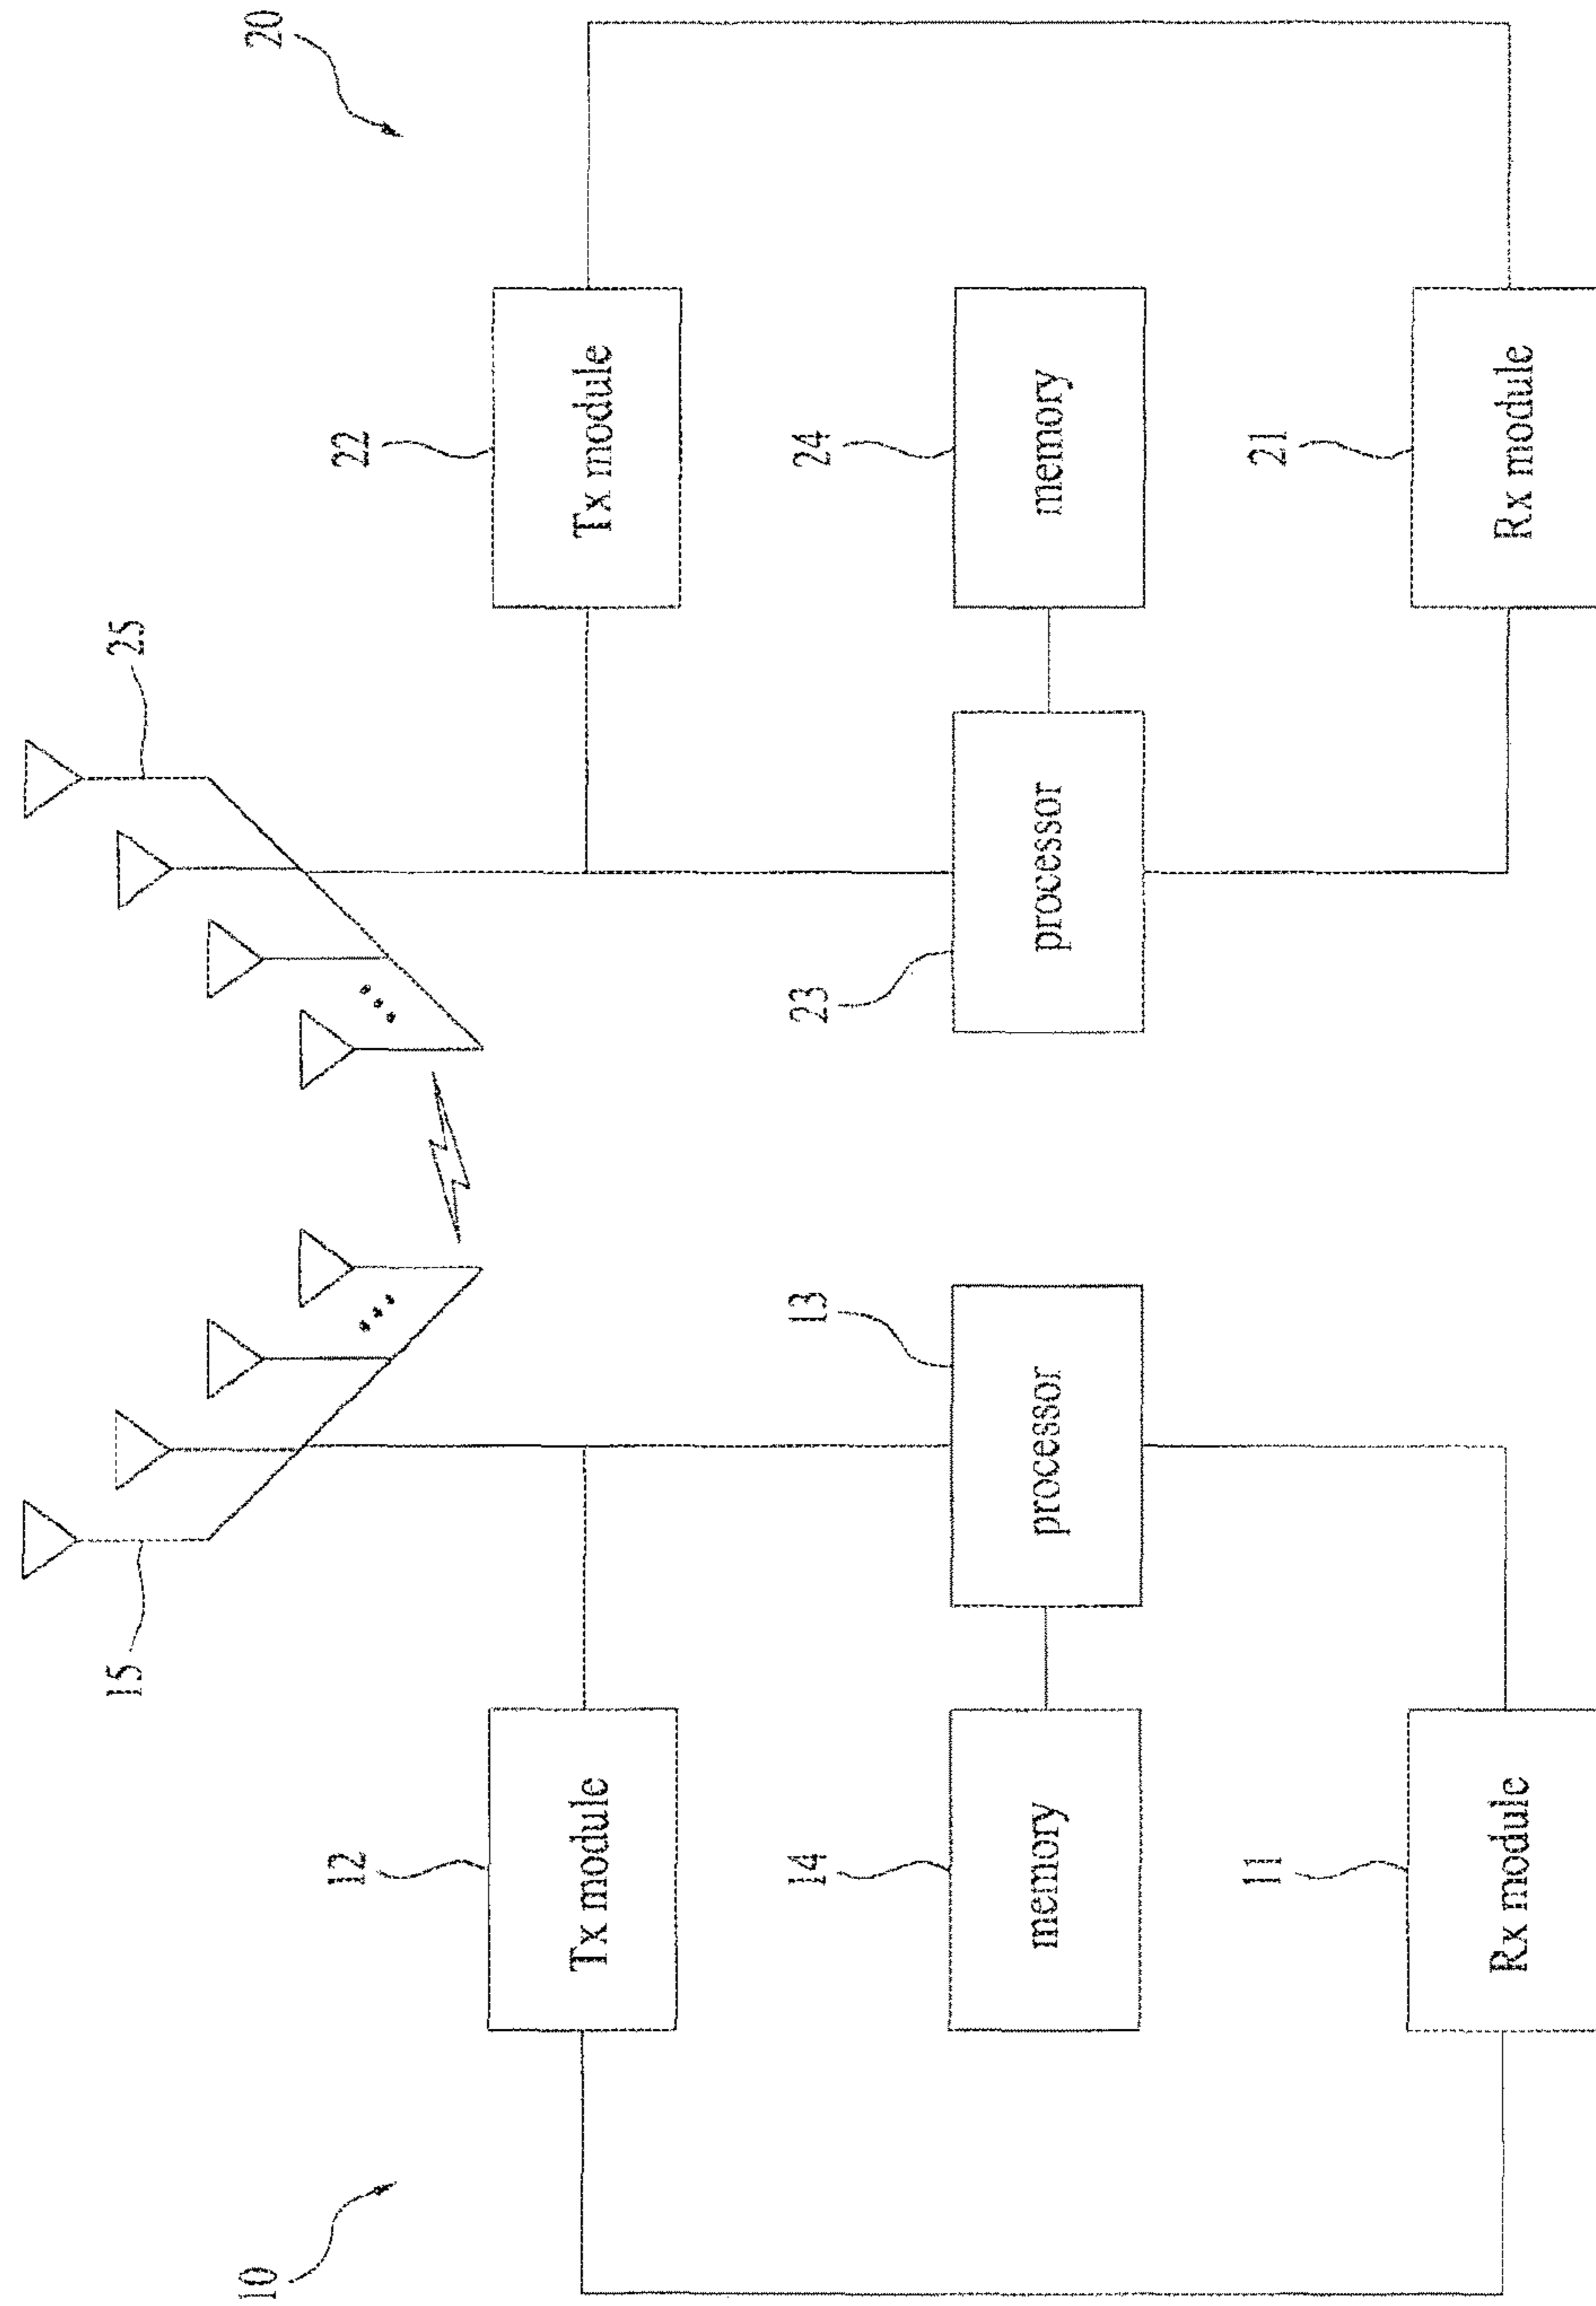 10
20
15
25
12
Tx module
22
Tx module
13
processor
23
processor
14
memory
24
memory
11
Rx module
21
Rx module